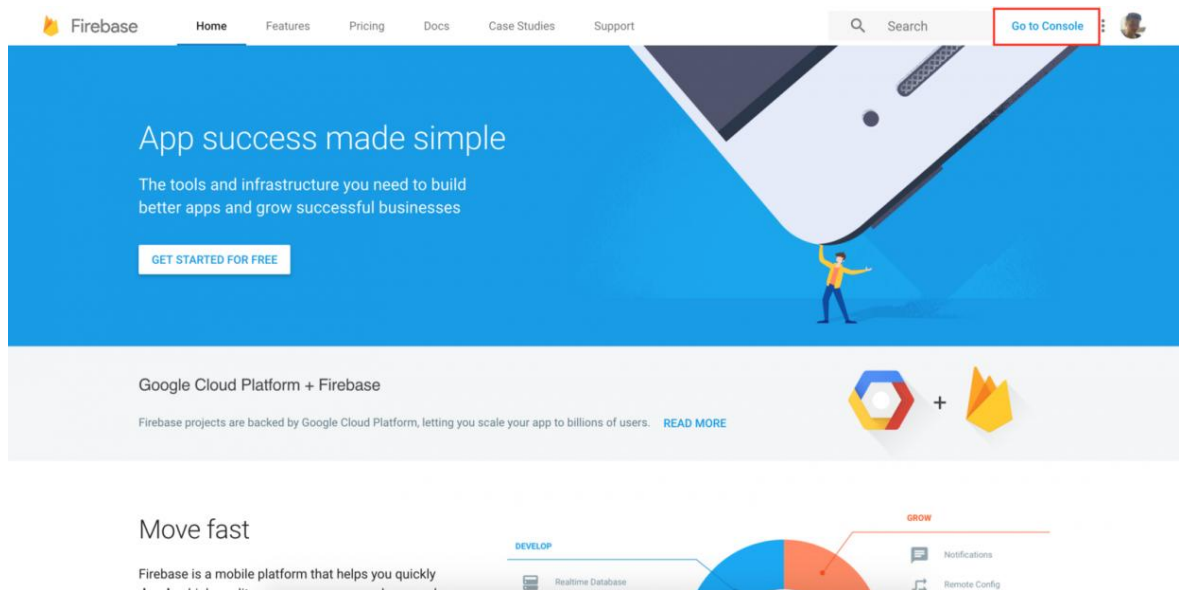 Firebase
Home Features Pricing Docs Case Studies Support
Search
Go to Console
App success made simple
The tools and infrastructure you need to build
better apps and grow successful businesses
GET STARTED FOR FREE
Google Cloud Platform + Firebase
+
Firebase projects are backed by Google Cloud Platform, letting you scale your app to billions of users. READ MORE
Move fast
Firebase is a mobile platform that helps you quickly
DEVELOP
Realtime Database
GROW
Notifications
Remote Config